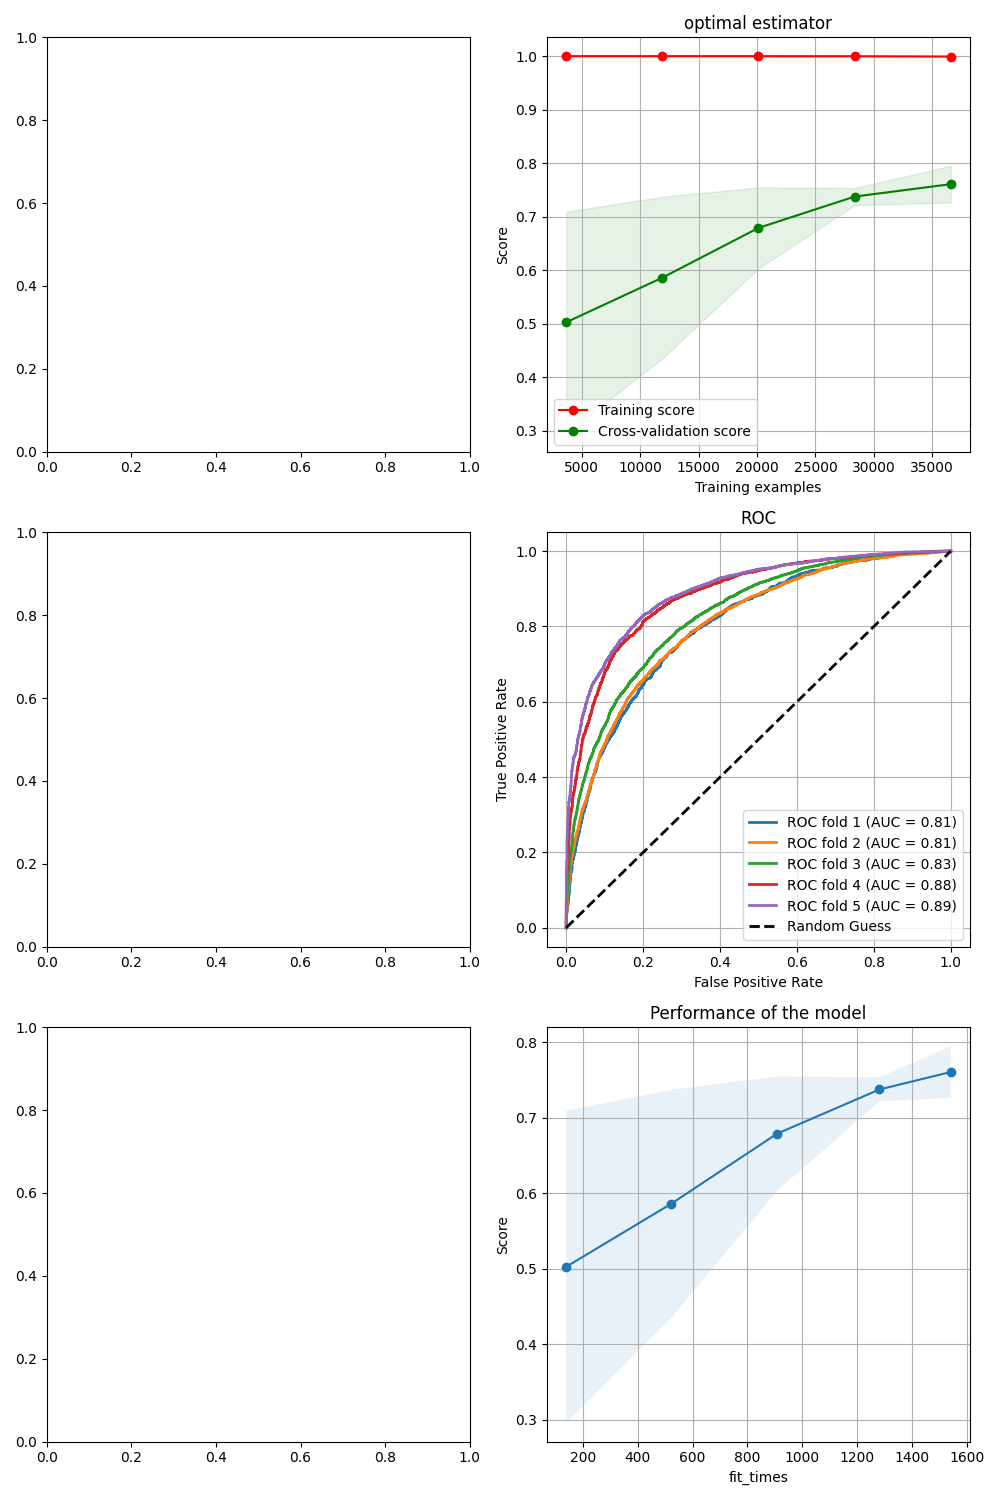 1.0
0.8
0.6
0.4
0.2
0.0
0.0 0.2 0.4 0.6 0.8 1.0
optimal estimator
1.0
0.9
0.8
0.7
0.6
0.5
0.4
0.3
Score
Training score
Cross-validation score
5000 10000 15000 20000 25000 30000 35000
Training examples
1.0
0.8
0.6
0.4
0.2
0.0
0.0 0.2 0.4 0.6 0.8 1.0
ROC
1.0
0.8
0.6
0.4
0.2
0.0
True Positive Rate
ROC fold 1 (AUC = 0.81)
ROC fold 2 (AUC = 0.81)
ROC fold 3 (AUC = 0.83)
ROC fold 4 (AUC = 0.88)
ROC fold 5 (AUC = 0.89)
Random Guess
0.0 0.2 0.4 0.6 0.8 1.0
False Positive Rate
1.0
0.8
0.6
0.4
0.2
0.0
0.0 0.2 0.4 0.6 0.8 1.0
Performance of the model
0.8
0.7
0.6
0.5
0.4
0.3
Score
200 400 600 800 1000 1200 1400 1600
fit_times